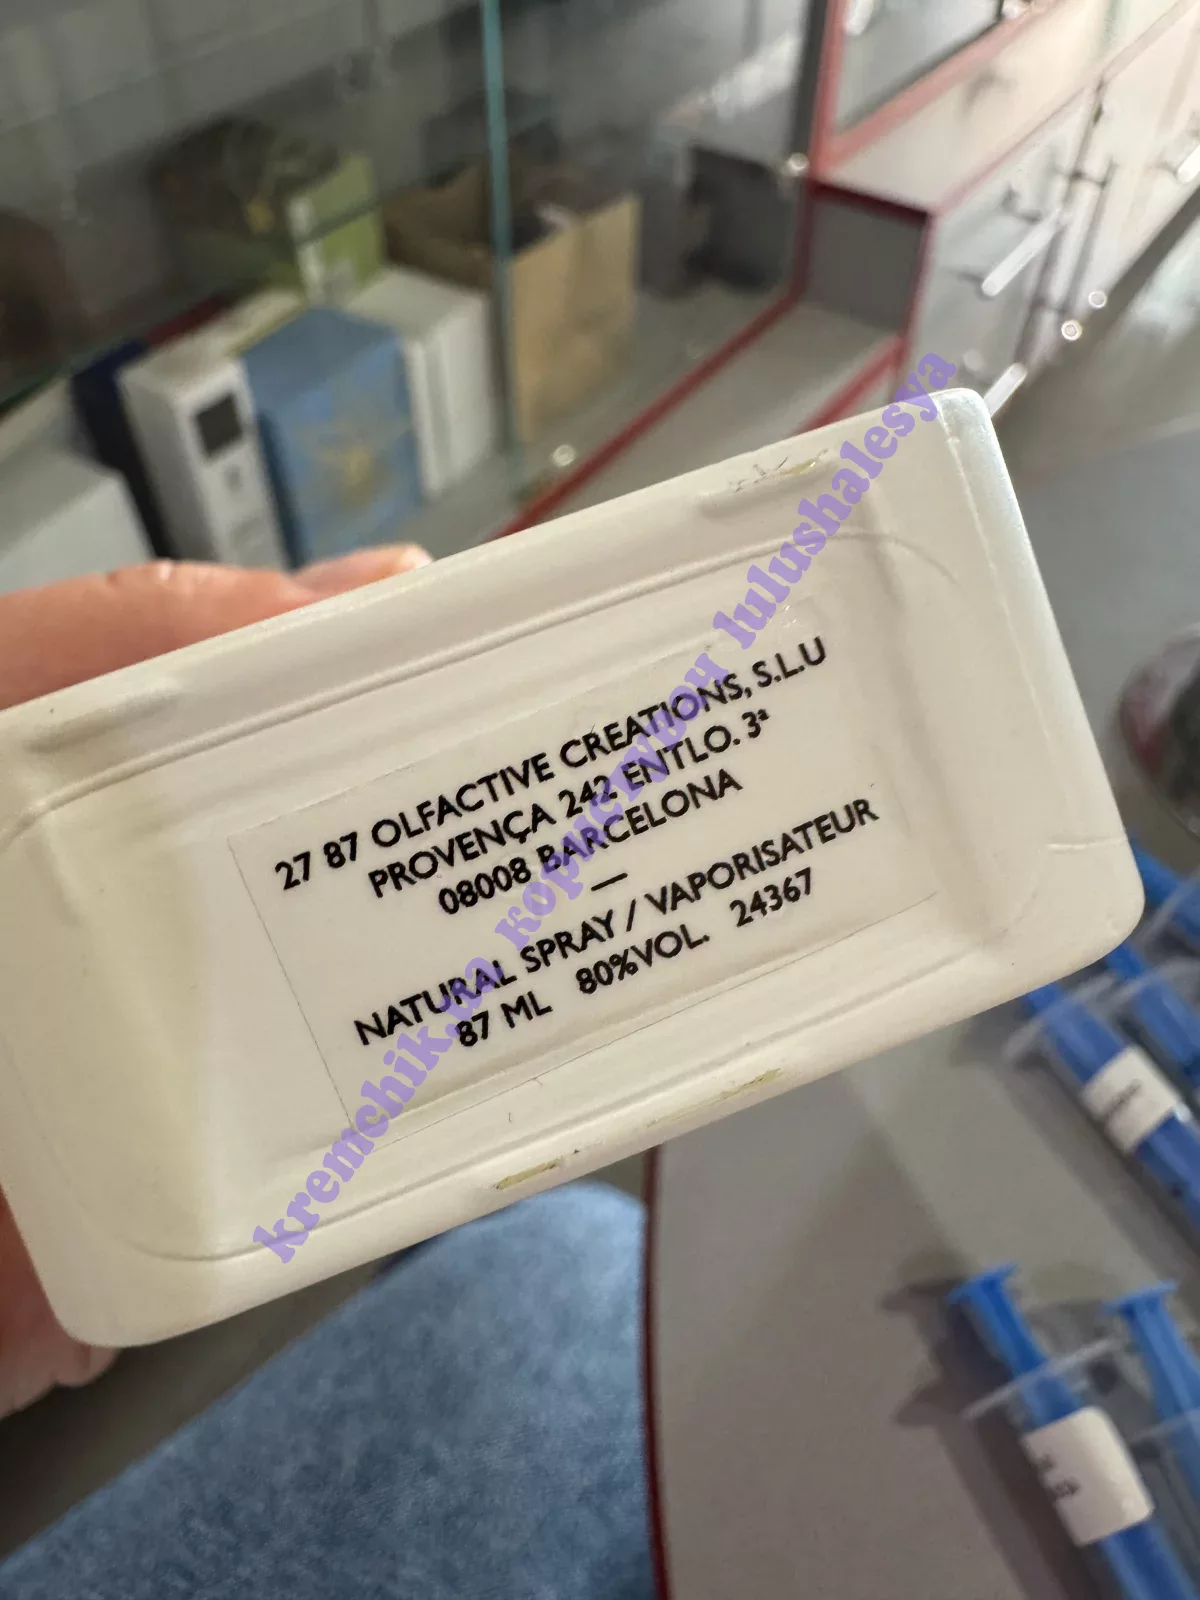 27 87 OLFACTIVE CREATIONS, S.L.U
PROVENÇA 242 ENTLO. 3ª
08008 BARCELONA
—
NATURAL SPRAY / VAPORISATEUR
87 ML 80%VOL. 24367
kremchik.ua користувач lulushalesya